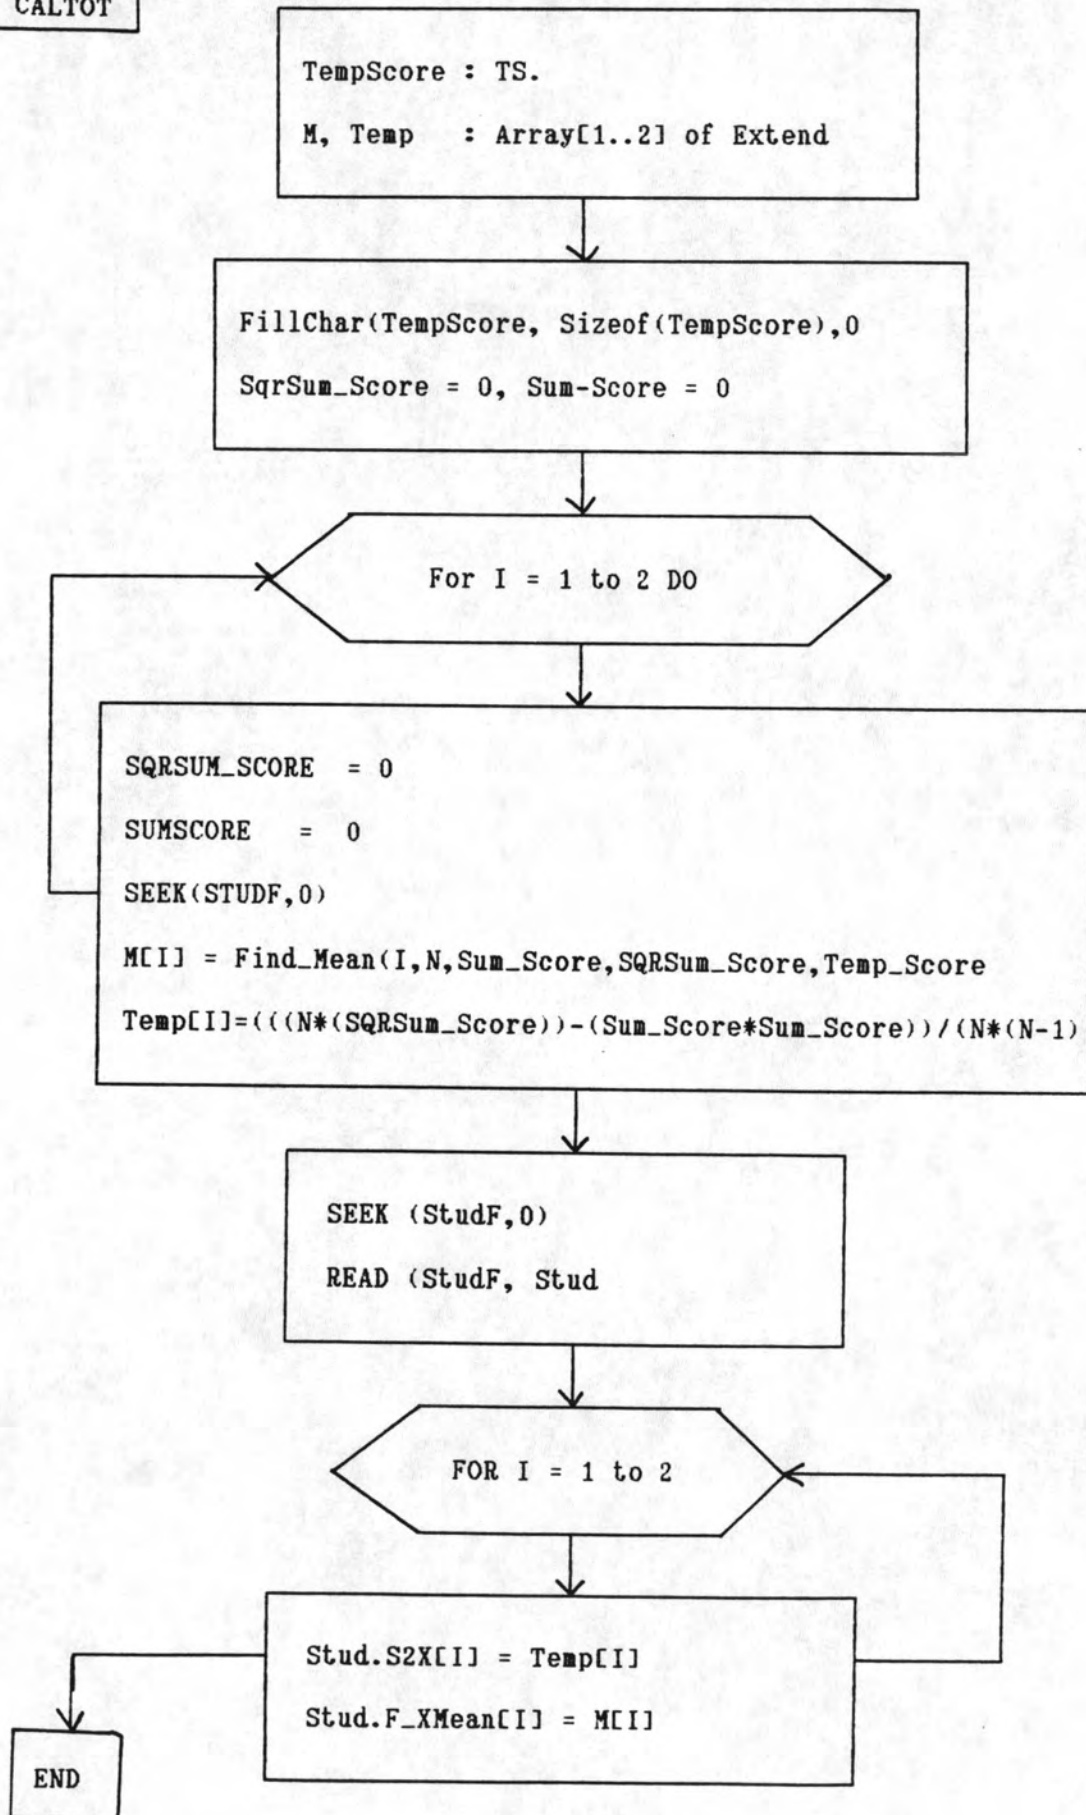 CALTOT
TempScore : TS.
M, Temp : Array[1..2] of Extend
FillChar(TempScore, Sizeof(TempScore),0
SqrSum_Score = 0, Sum-Score = 0
For I = 1 to 2 DO
SQRSUM_SCORE = 0
SUMSCORE = 0
SEEK(STUDF,0)
M[I] = Find_Mean(I,N,Sum_Score,SQRSum_Score,Temp_Score
Temp[I]=(((N*(SQRSum_Score))-(Sum_Score*Sum_Score))/(N*(N-1)
SEEK (StudF,0)
READ (StudF, Stud
FOR I = 1 to 2
Stud.S2X[I] = Temp[I]
Stud.F_XMean[I] = M[I]
END